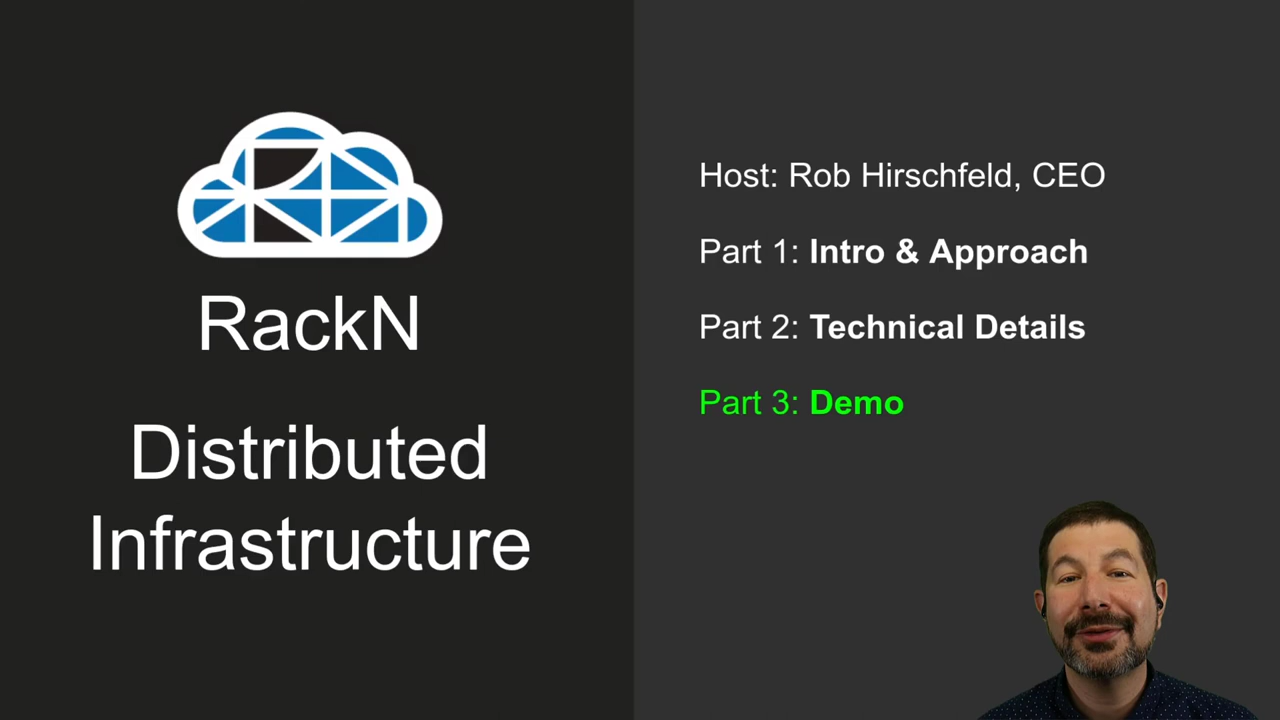 RackN
Distributed
Infrastructure
Host: Rob Hirschfeld, CEO
Part 1: Intro & Approach
Part 2: Technical Details
Part 3: Demo